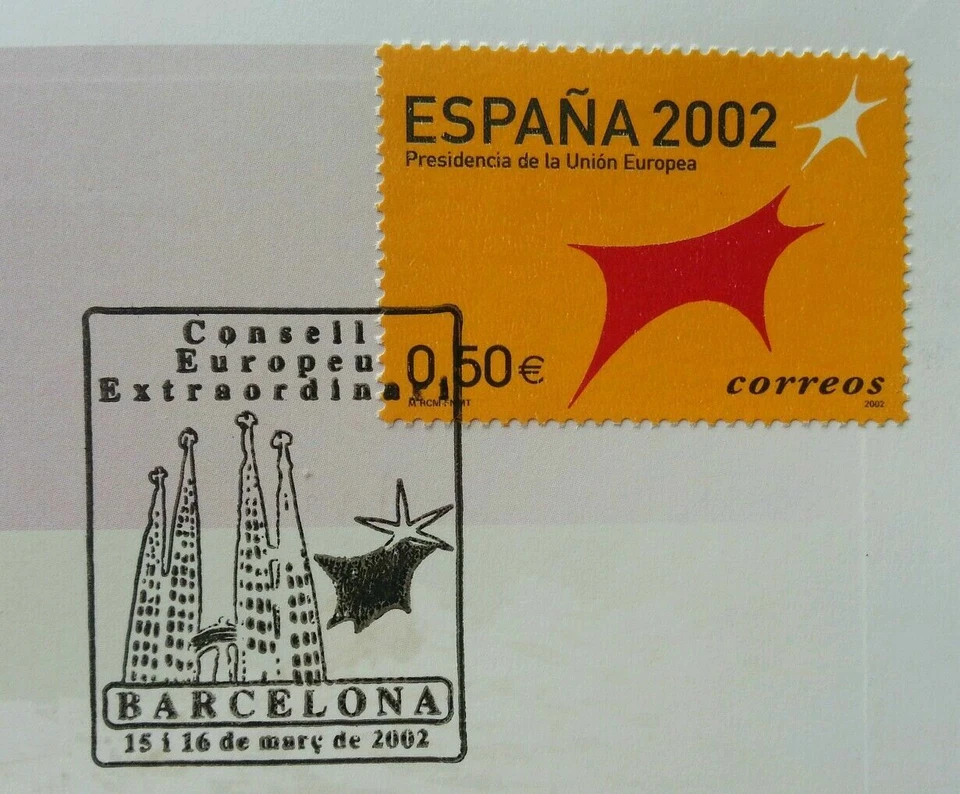 ESPAÑA 2002
Presidencia de la Unión Europea
0,50€
correos
2002
Consell
Europeu
Extraordinari
BARCELONA
15 i 16 de març de 2002